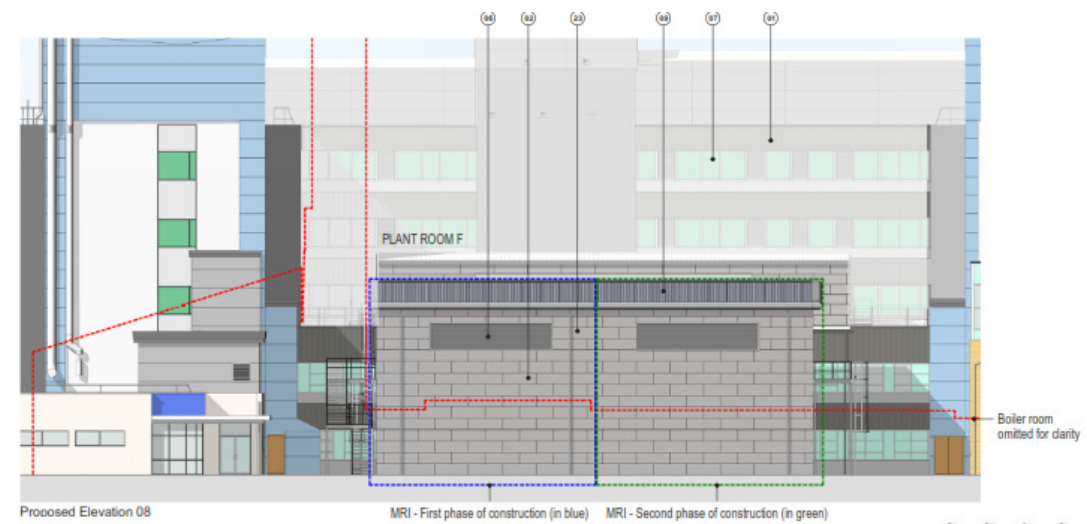 06 02 23 09 07 01
PLANT ROOM F
Boiler room
omitted for clarity
Proposed Elevation 08
MRI - First phase of construction (in blue)
MRI - Second phase of construction (in green)